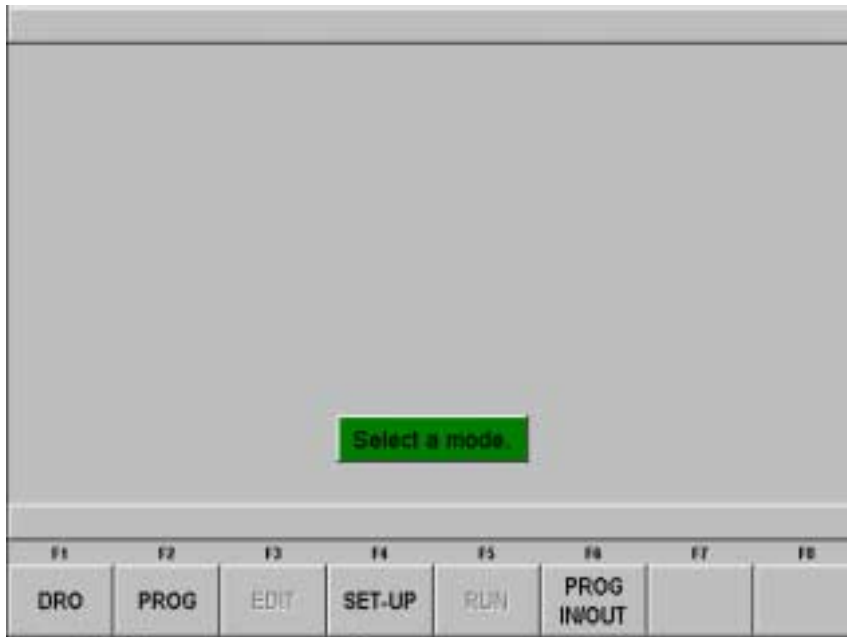 Select a mode.
F1 F2 F3 F4 F5 F6 F7 F8
DRO PROG EDIT SET-UP RUN PROG IN/OUT